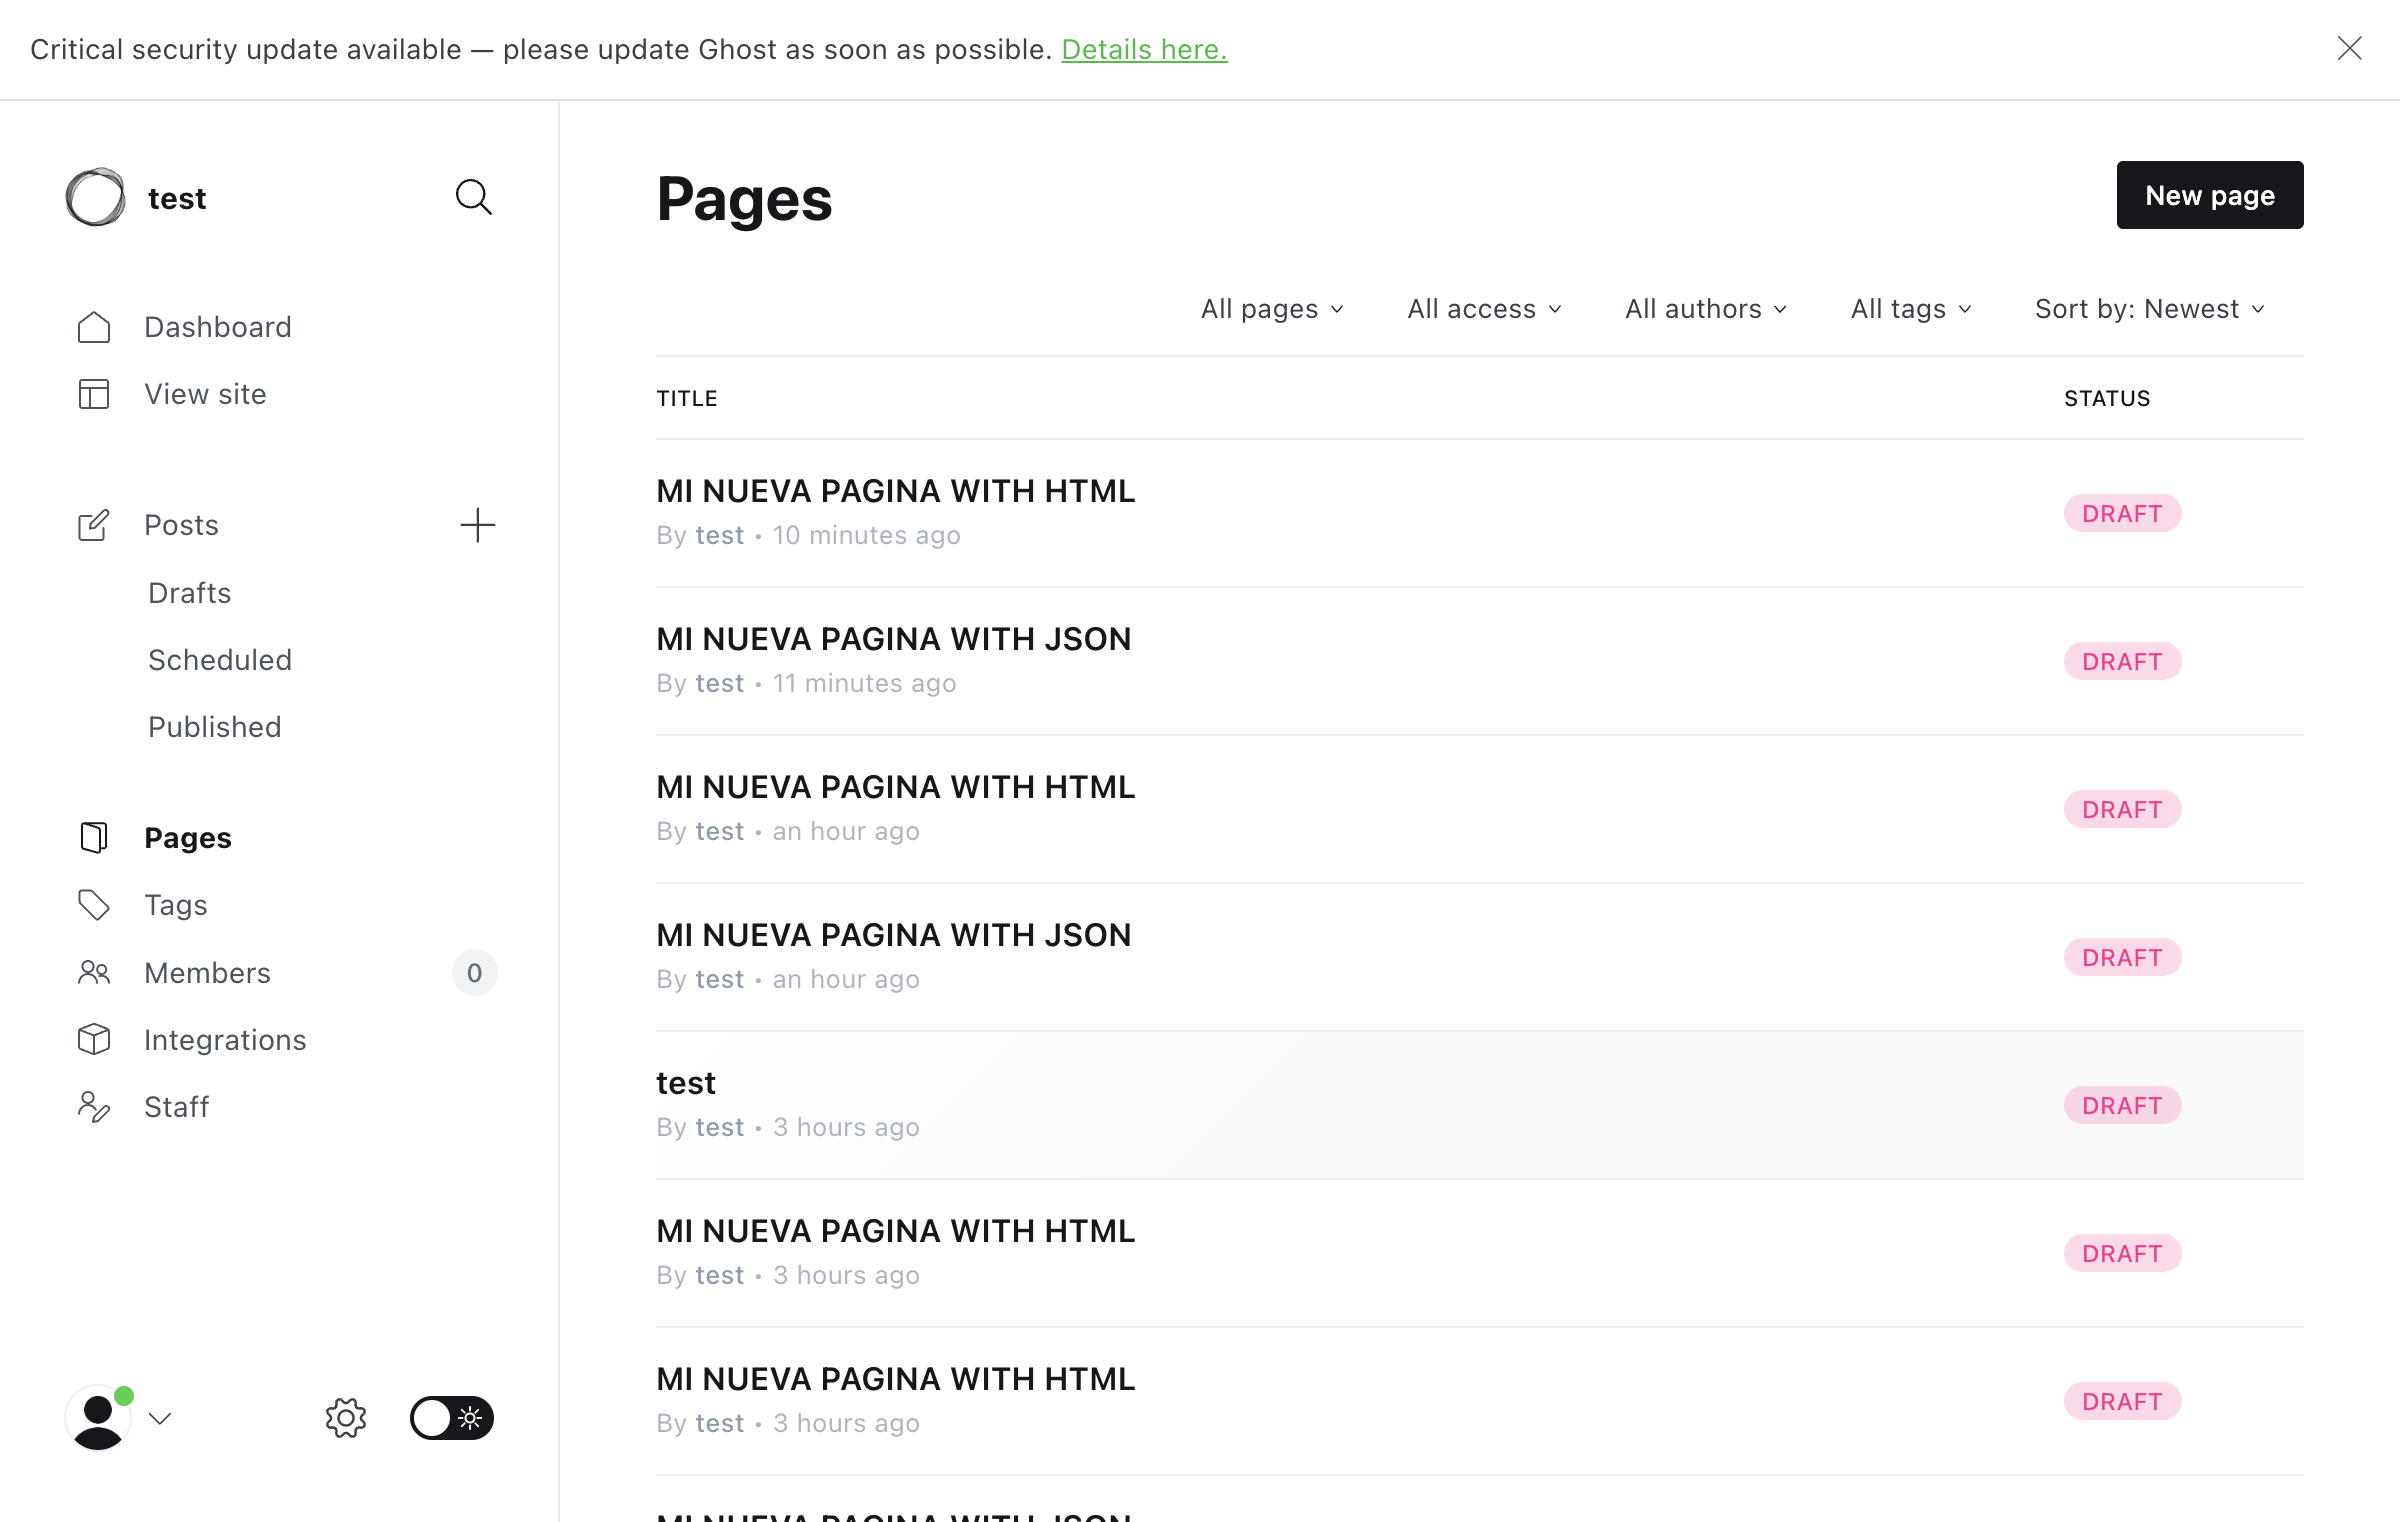 Critical security update available — please update Ghost as soon as possible. Details here.
test
Dashboard
View site
Posts
Drafts
Scheduled
Published
Pages
Tags
Members 0
Integrations
Staff
Pages
New page
All pages All access All authors All tags Sort by: Newest
TITLE STATUS
MI NUEVA PAGINA WITH HTML
By test • 10 minutes ago
DRAFT
MI NUEVA PAGINA WITH JSON
By test • 11 minutes ago
DRAFT
MI NUEVA PAGINA WITH HTML
By test • an hour ago
DRAFT
MI NUEVA PAGINA WITH JSON
By test • an hour ago
DRAFT
test
By test • 3 hours ago
DRAFT
MI NUEVA PAGINA WITH HTML
By test • 3 hours ago
DRAFT
MI NUEVA PAGINA WITH HTML
By test • 3 hours ago
DRAFT
MI NUEVA PAGINA WITH JSON